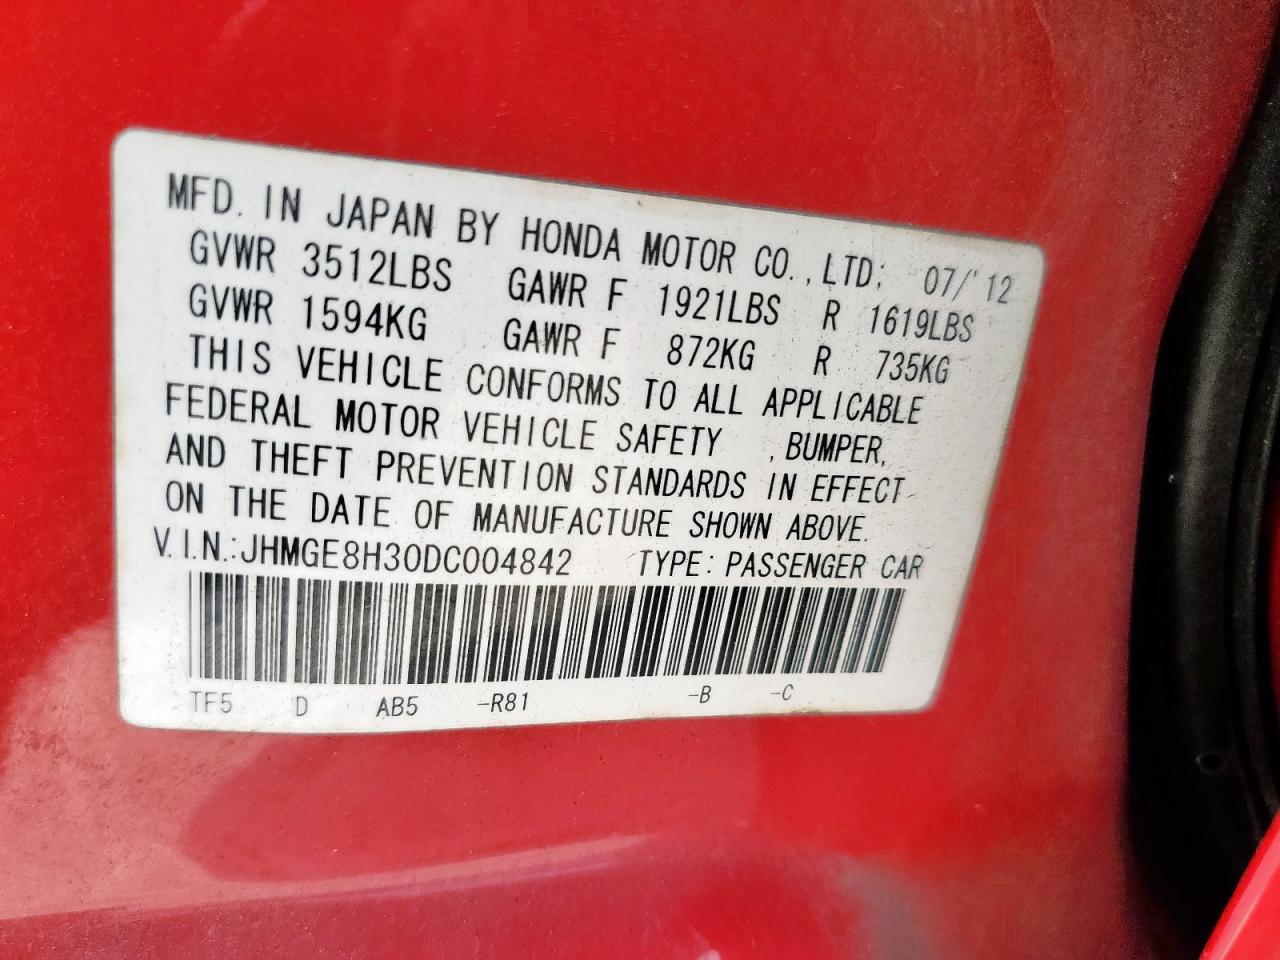 MFD. IN JAPAN BY HONDA MOTOR CO., LTD; 07/'12
GVWR 3512LBS GAWR F 1921LBS R 1619LBS
GVWR 1594KG GAWR F 872KG R 735KG
THIS VEHICLE CONFORMS TO ALL APPLICABLE
FEDERAL MOTOR VEHICLE SAFETY , BUMPER,
AND THEFT PREVENTION STANDARDS IN EFFECT
ON THE DATE OF MANUFACTURE SHOWN ABOVE.
V.I.N.:JHMGE8H30DC004842 TYPE: PASSENGER CAR
TF5 D AB5 -R81 -B -C